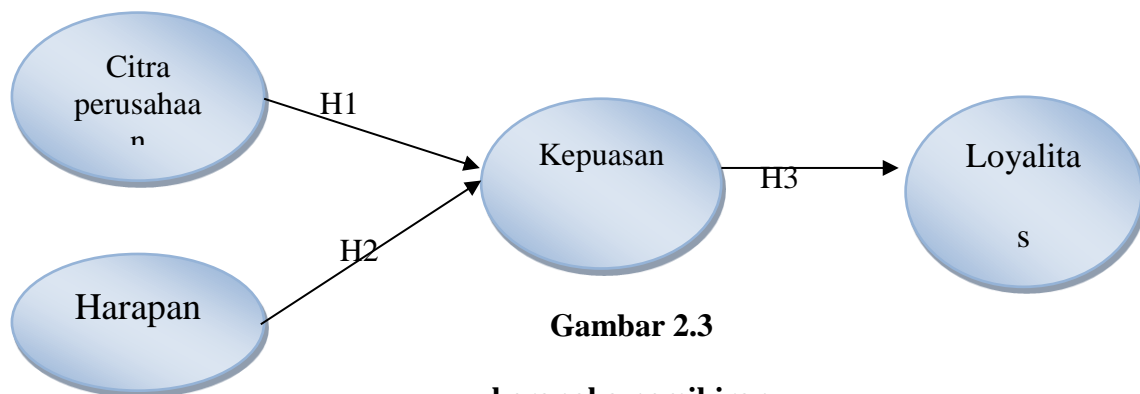 Citra
perusahaa
n
H1
Kepuasan
Loyalita
s
H3
H2
Harapan
Gambar 2.3